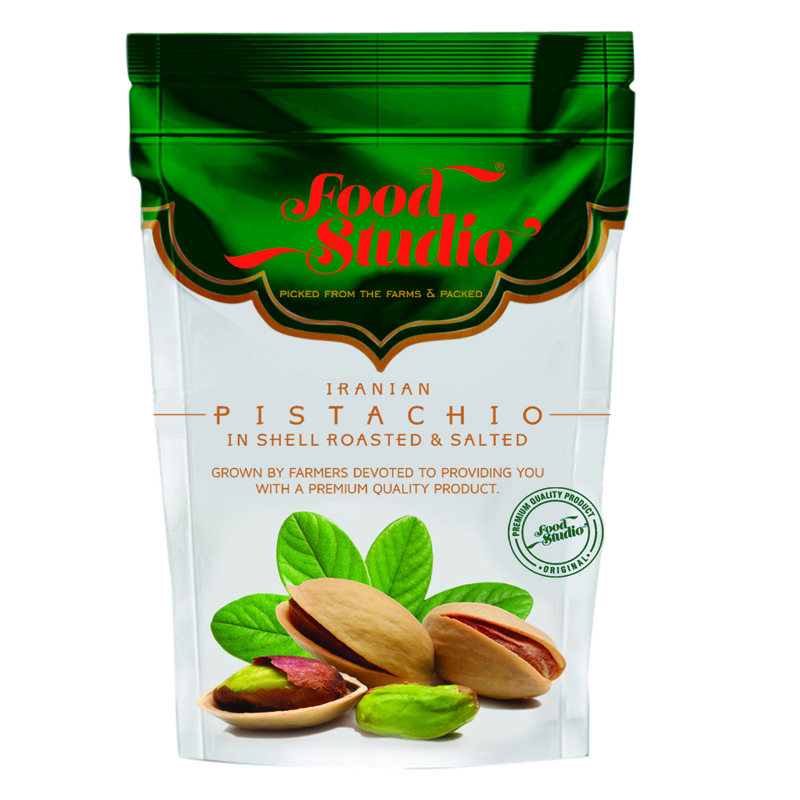 Food
Studio®
PICKED FROM THE FARMS & PACKED
IRANIAN
PISTACHIO
IN SHELL ROASTED & SALTED
GROWN BY FARMERS DEVOTED TO PROVIDING YOU
WITH A PREMIUM QUALITY PRODUCT.
PREMIUM QUALITY PRODUCT
Food
Studio
• ORIGINAL •